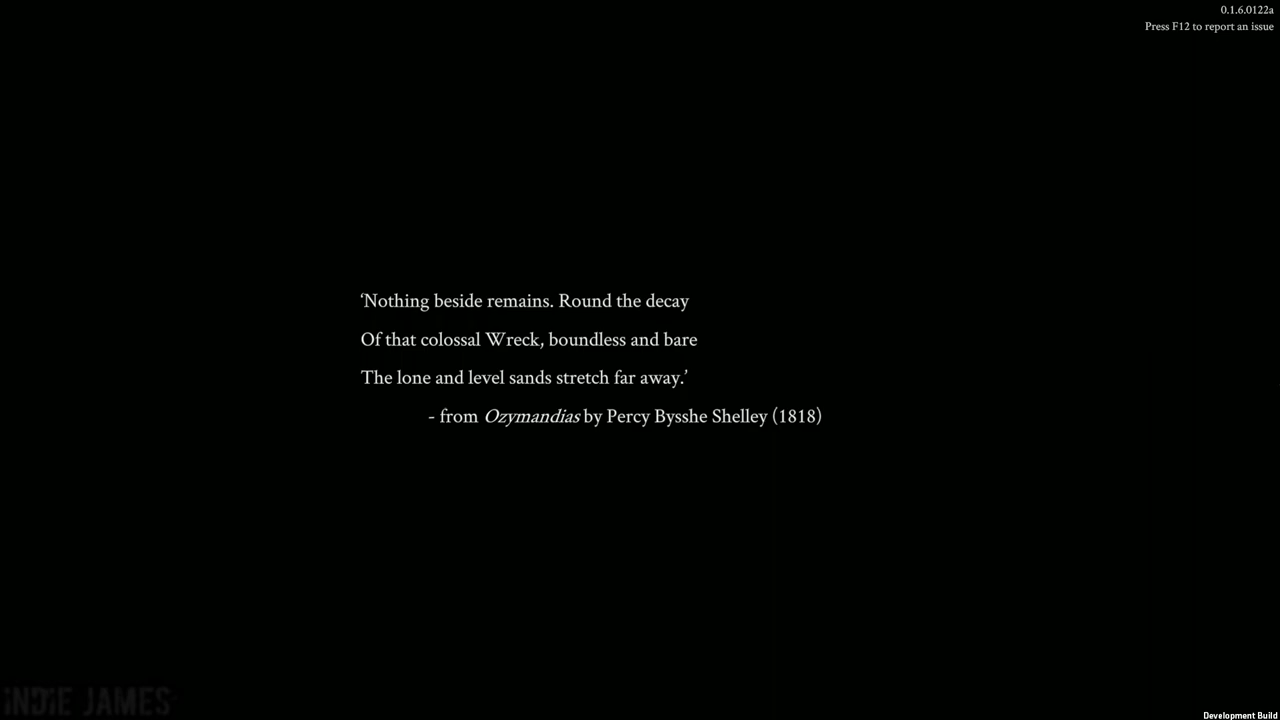 0.1.6.0122a
Press F12 to report an issue
‘Nothing beside remains. Round the decay
Of that colossal Wreck, boundless and bare
The lone and level sands stretch far away.’
- from Ozymandias by Percy Bysshe Shelley (1818)
INDIE JAMES
Development Build